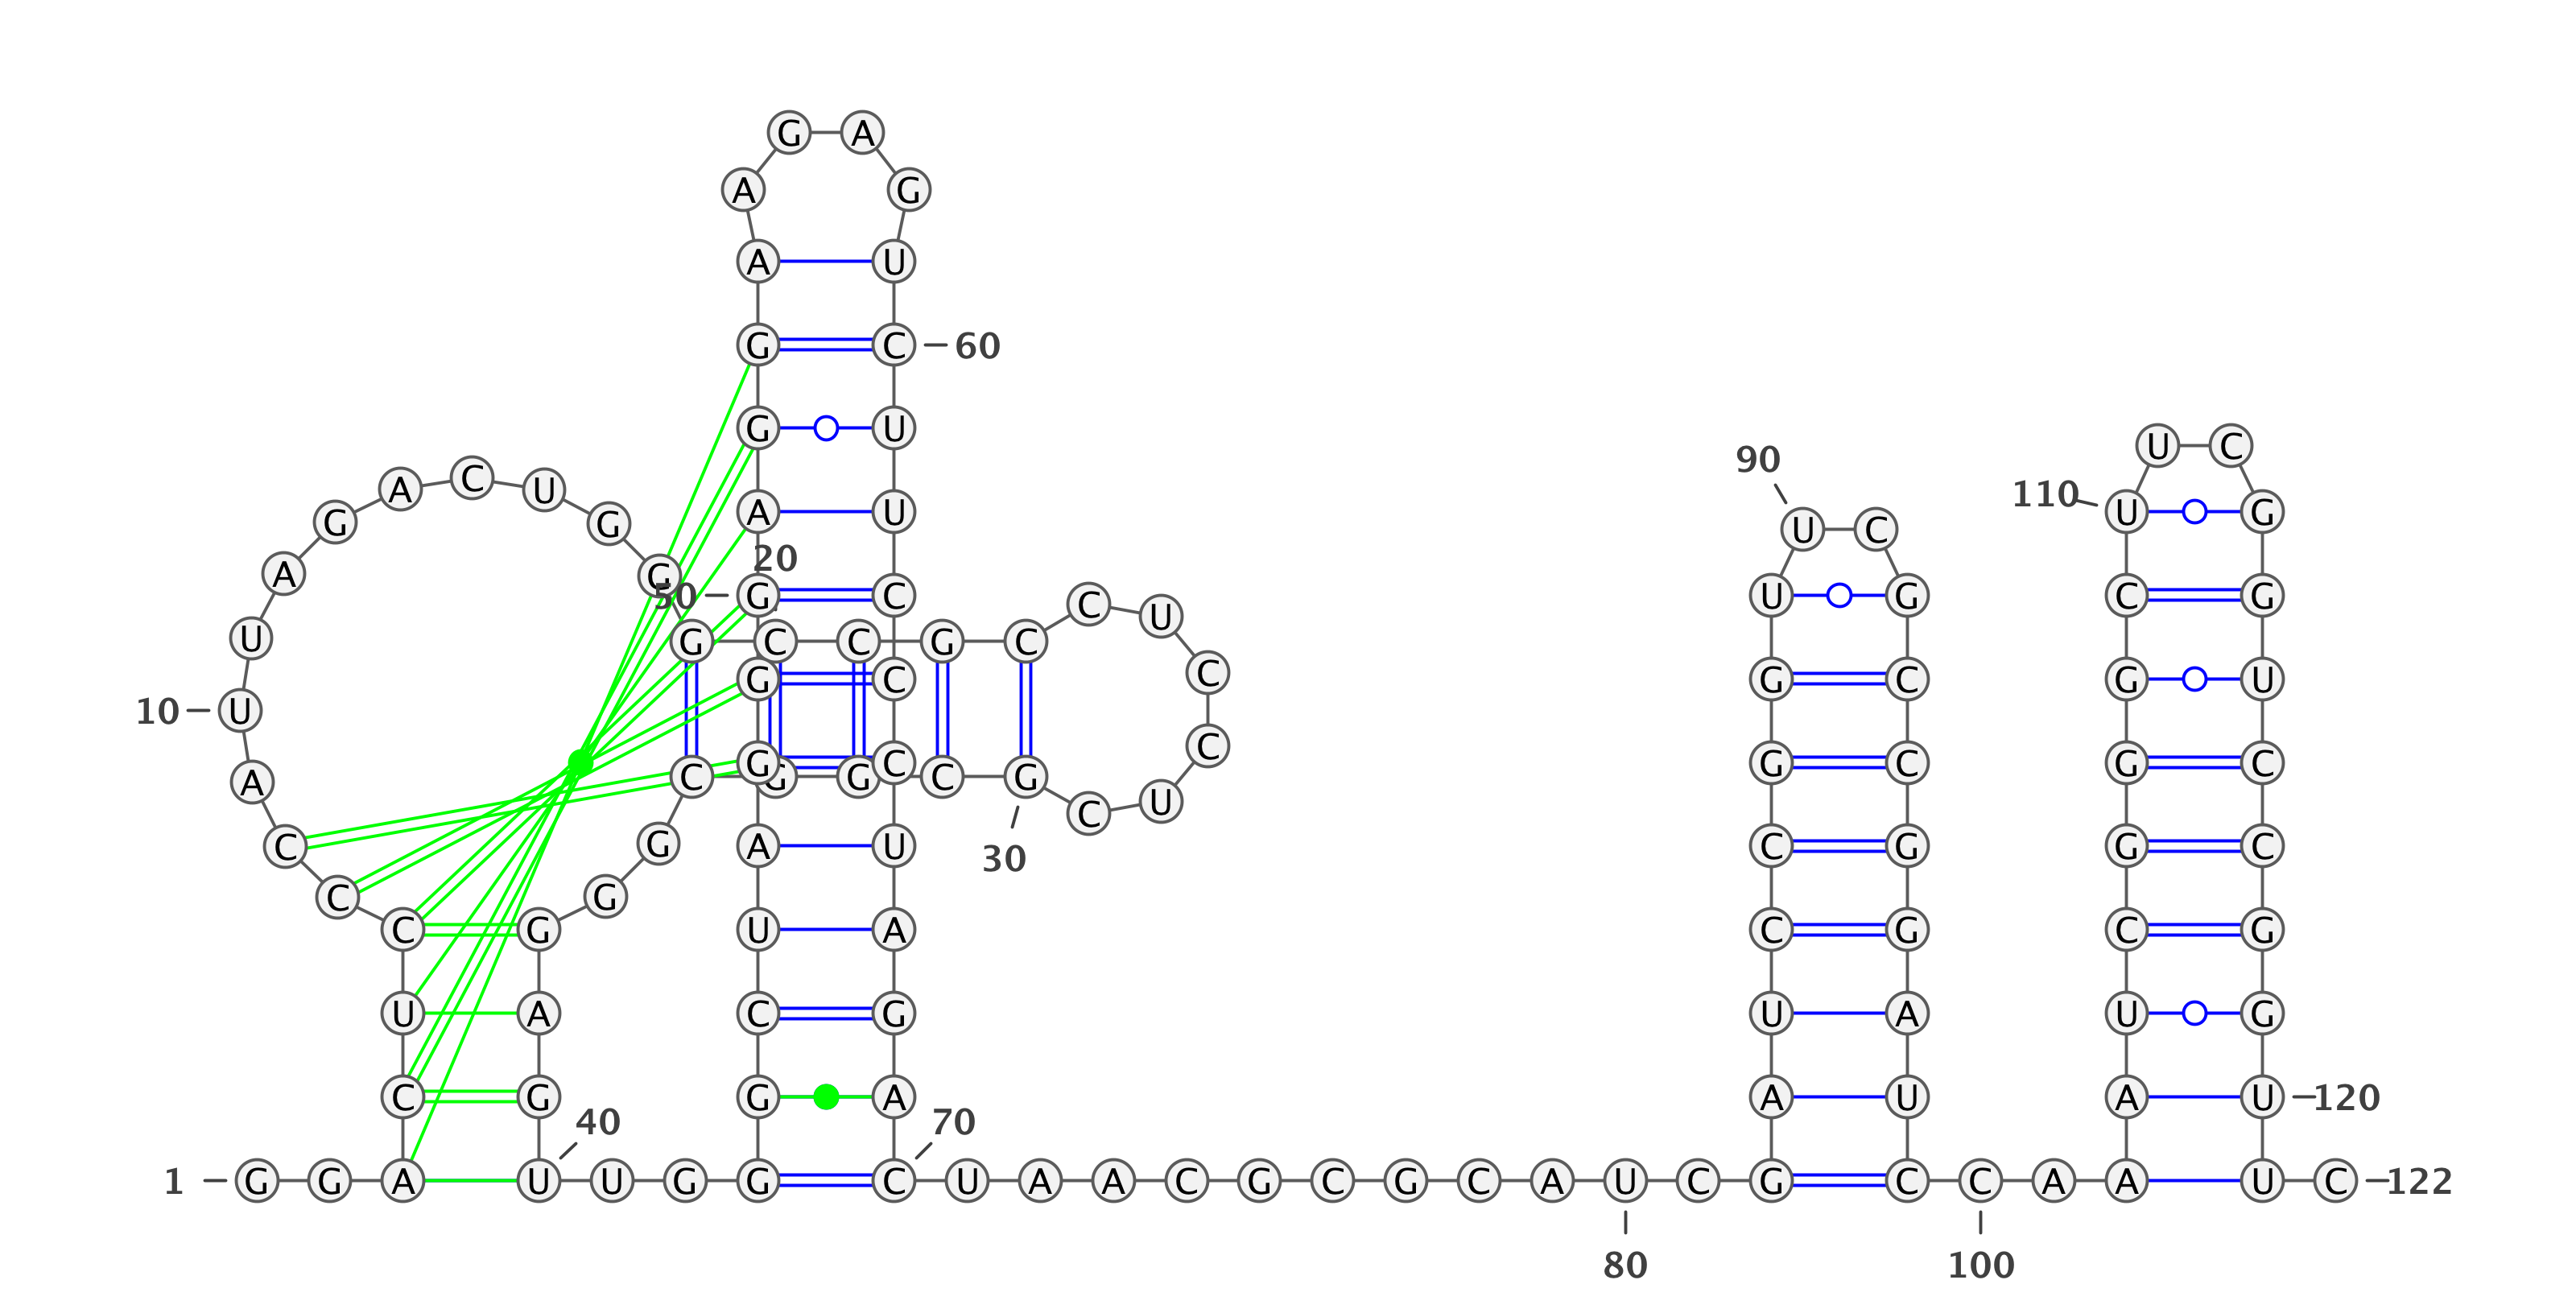 G A
A G
A U
G C 60
G U
U C
90
A C U G
110 U G
G A U
U C
20
A G
50 G C
U G C G
C U
U G C C G C
C
G C G C G U
10 U
C
A G C C G G C G C
C G G C G
U
C G A U C G G C
30
C G
C G U A C G C G
U A C G U A U G
C G G A A U A U 120
40 70
1 G G A U U G G C U A A C G C G C A U C G C C A A U C 122
80 100